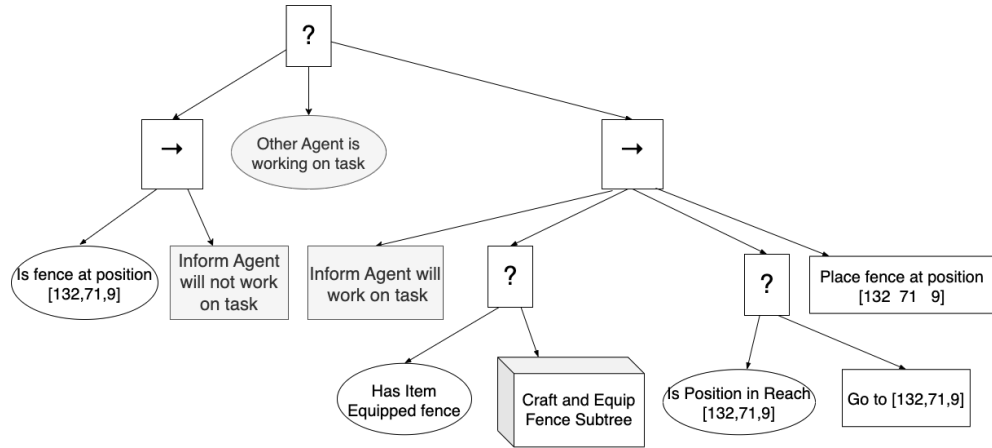 ?
→
Other Agent is
working on task
→
Is fence at position
[132,71,9]
Inform Agent
will not work
on task
Inform Agent will
work on task
?
?
Place fence at position
[132 71 9]
Has Item
Equipped fence
Craft and Equip
Fence Subtree
Is Position in Reach
[132,71,9]
Go to [132,71,9]